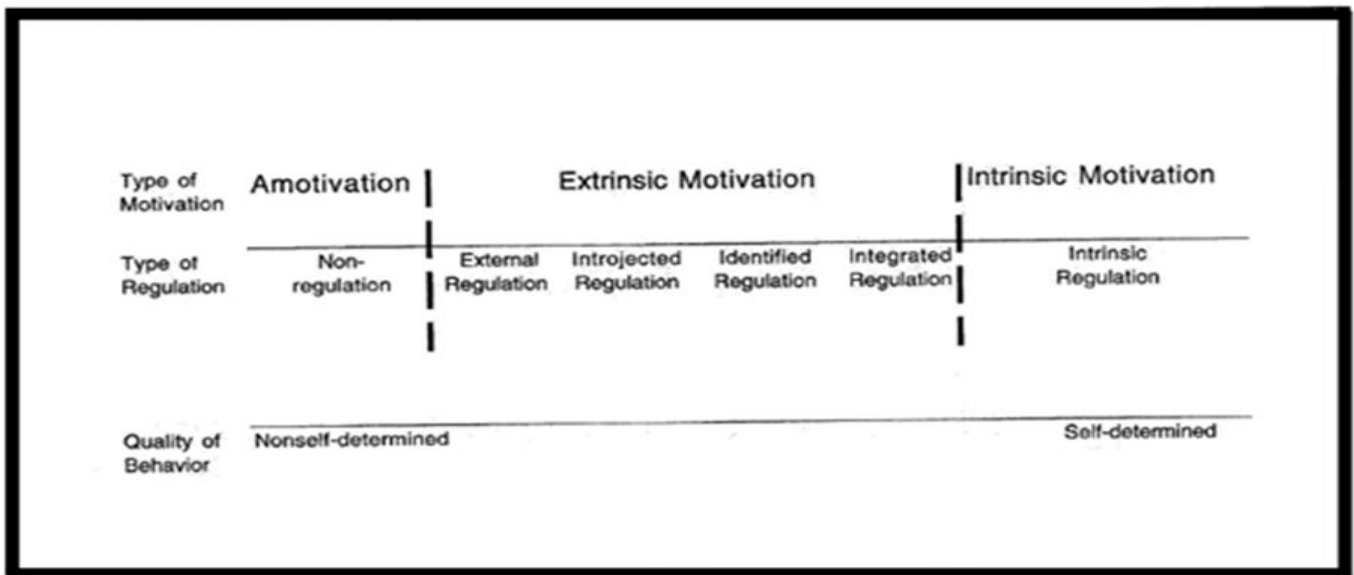 Type of Motivation
Amotivation
Extrinsic Motivation
Intrinsic Motivation
Type of Regulation
Non-regulation
External Regulation
Introjected Regulation
Identified Regulation
Integrated Regulation
Intrinsic Regulation
Quality of Behavior
Nonself-determined
Self-determined